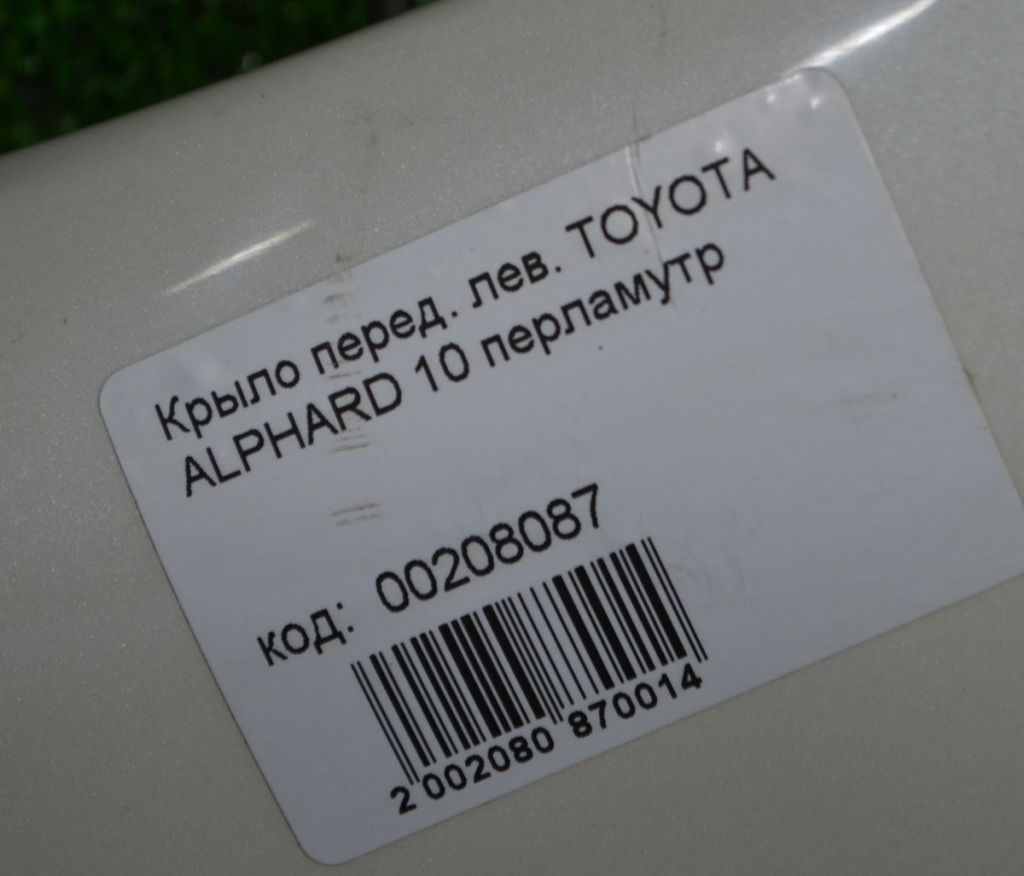 Крыло перед. лев. TOYOTA
ALPHARD 10 перламутр
код: 00208087
2 002080 870014